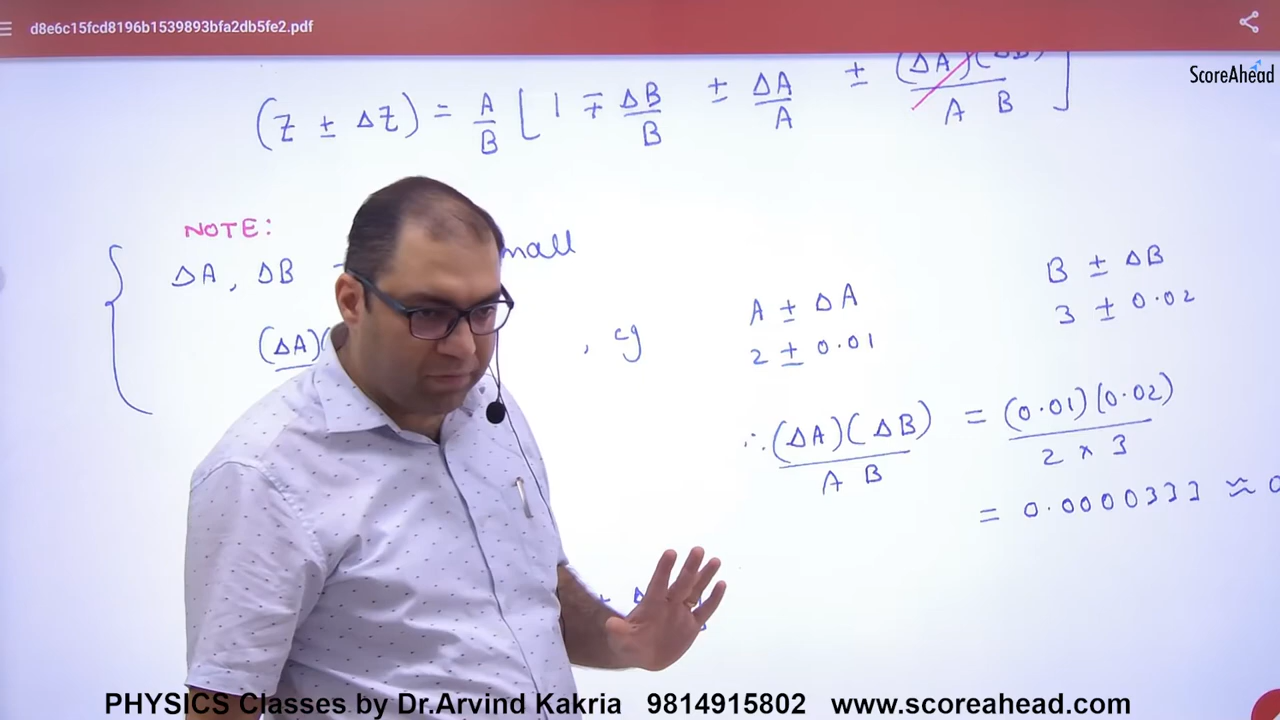 d8e6c15fcd8196b1539893bfa2db5fe2.pdf
ScoreAhead
(Z ± ΔZ) = A/B [ 1 ∓ ΔB/B ± ΔA/A ± (ΔA)(ΔB)/A B ]
NOTE:
ΔA, ΔB
(ΔA)(
, eg
A ± ΔA
2 ± 0.01
B ± ΔB
3 ± 0.02
∴ (ΔA)(ΔB)/A B = (0.01)(0.02)/2 × 3
= 0.0000333 ≈ 0
PHYSICS Classes by Dr.Arvind Kakria 9814915802 www.scoreahead.com